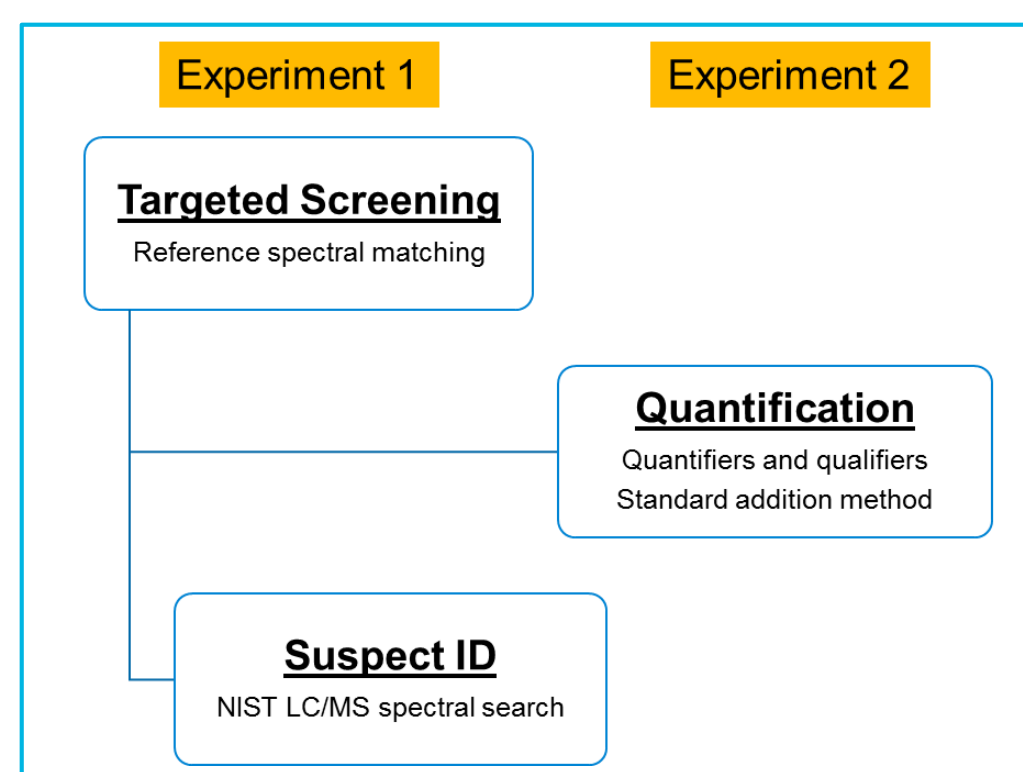 Experiment 1
Experiment 2
Targeted Screening
Reference spectral matching
Quantification
Quantifiers and qualifiers
Standard addition method
Suspect ID
NIST LC/MS spectral search